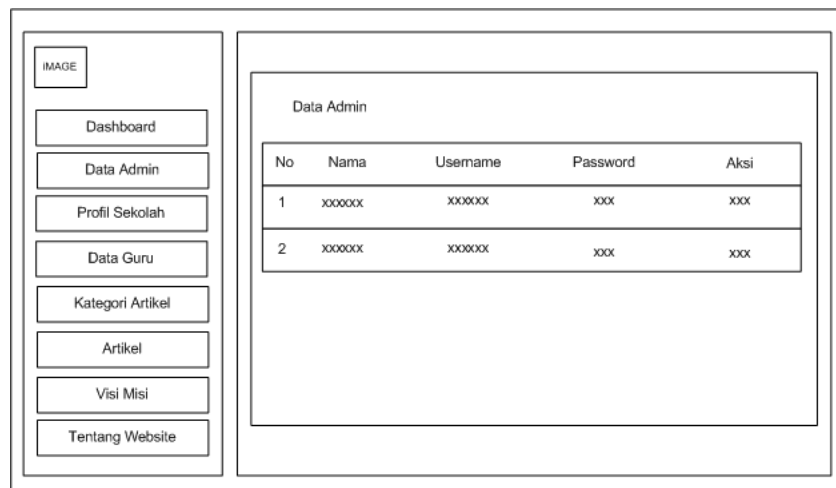 iMAGE
Dashboard
Data Admin
Profil Sekolah
Data Guru
Kategori Artikel
Artikel
Visi Misi
Tentang Website
Data Admin
No Nama Username Password Aksi
1 xxxxxx xxxxxx xxx xxx
2 xxxxxx xxxxxx xxx xxx